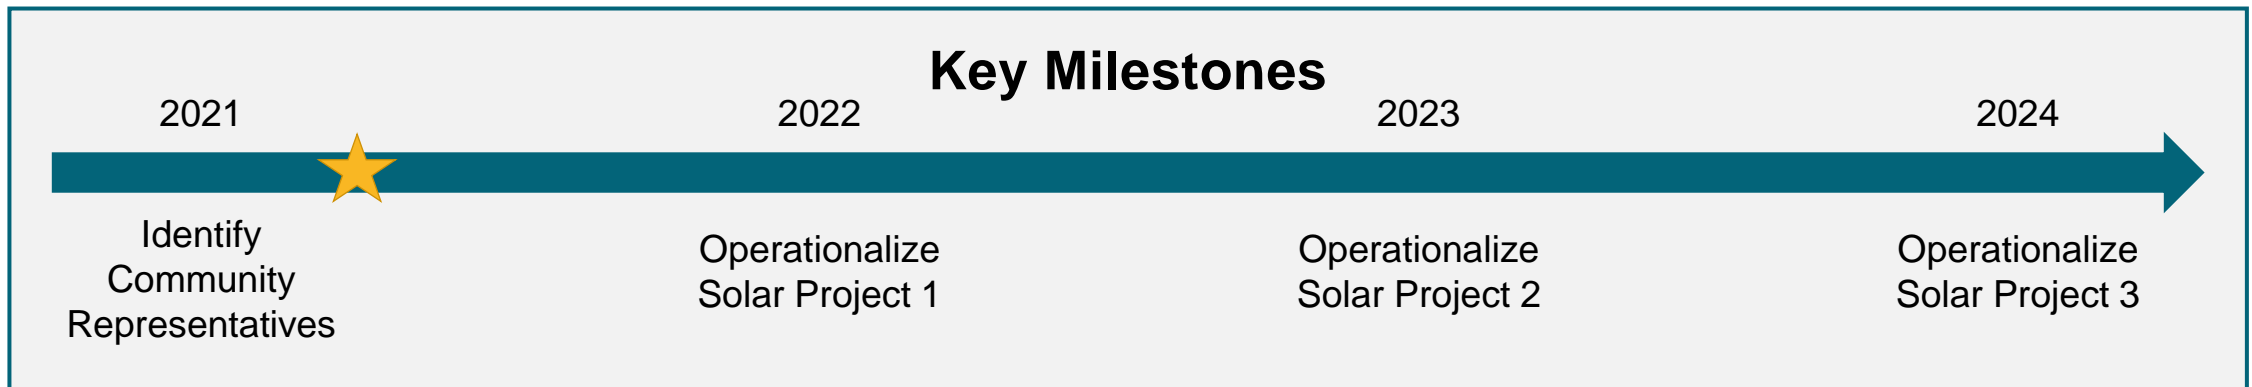 Key Milestones
2021
2022
2023
2024
Identify
Community
Representatives
Operationalize
Solar Project 1
Operationalize
Solar Project 2
Operationalize
Solar Project 3